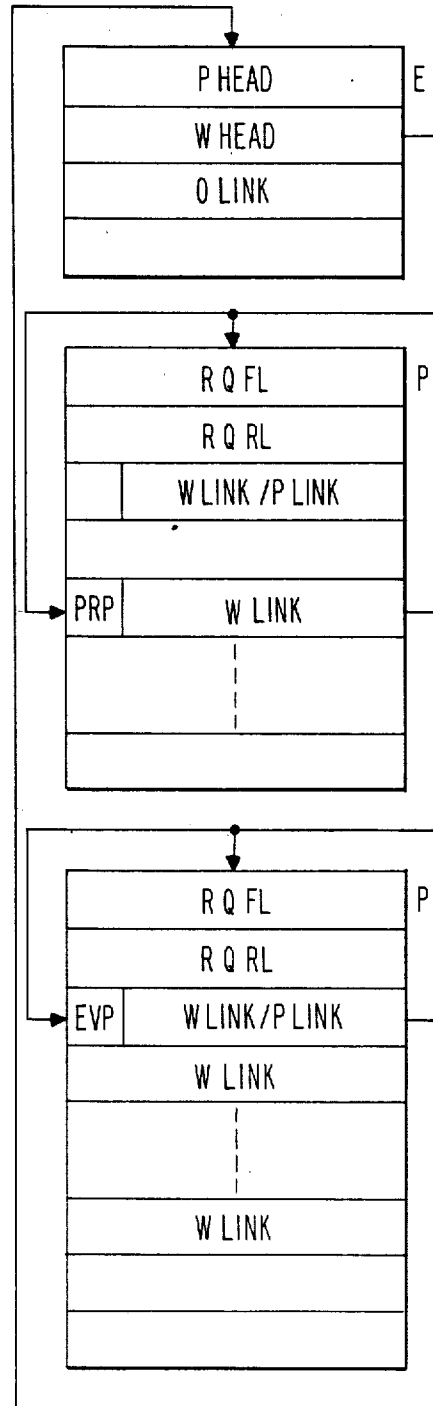 P HEAD E
W HEAD
O LINK
R Q FL P
R Q RL
W LINK / P LINK
PRP W LINK
R Q FL P
R Q RL
EVP W LINK/P LINK
W LINK
W LINK